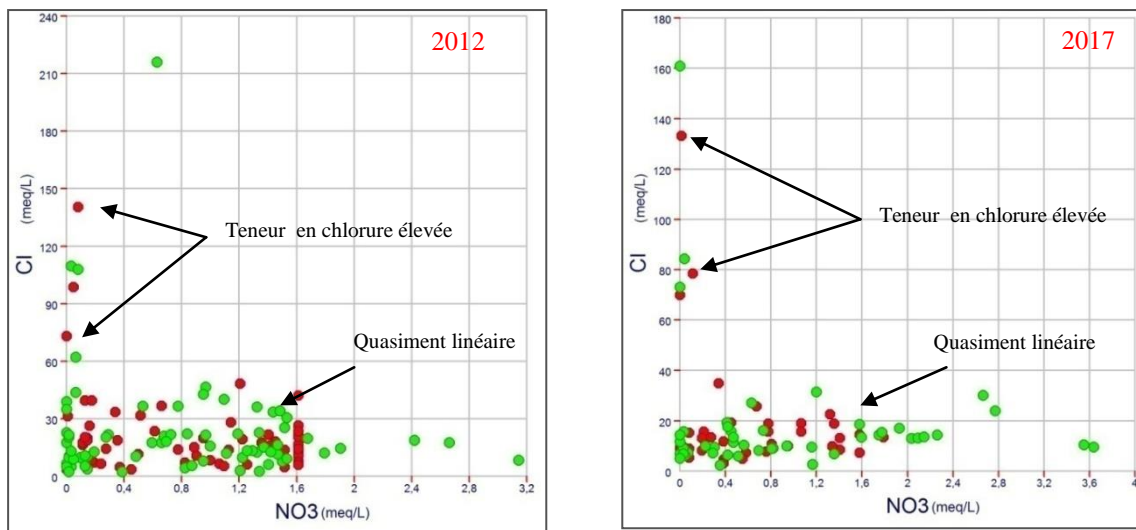 2012
240
210
180
150
120
90
60
30
0
Cl (meq/L)
Teneur en chlorure élevée
Quasiment linéaire
0 0,4 0,8 1,2 1,6 2 2,4 2,8 3,2
NO3 (meq/L)
2017
180
160
140
120
100
80
60
40
20
0
Cl (meq/L)
Teneur en chlorure élevée
Quasiment linéaire
0 0,4 0,8 1,2 1,6 2 2,4 2,8 3,2 3,6 4
NO3 (meq/L)